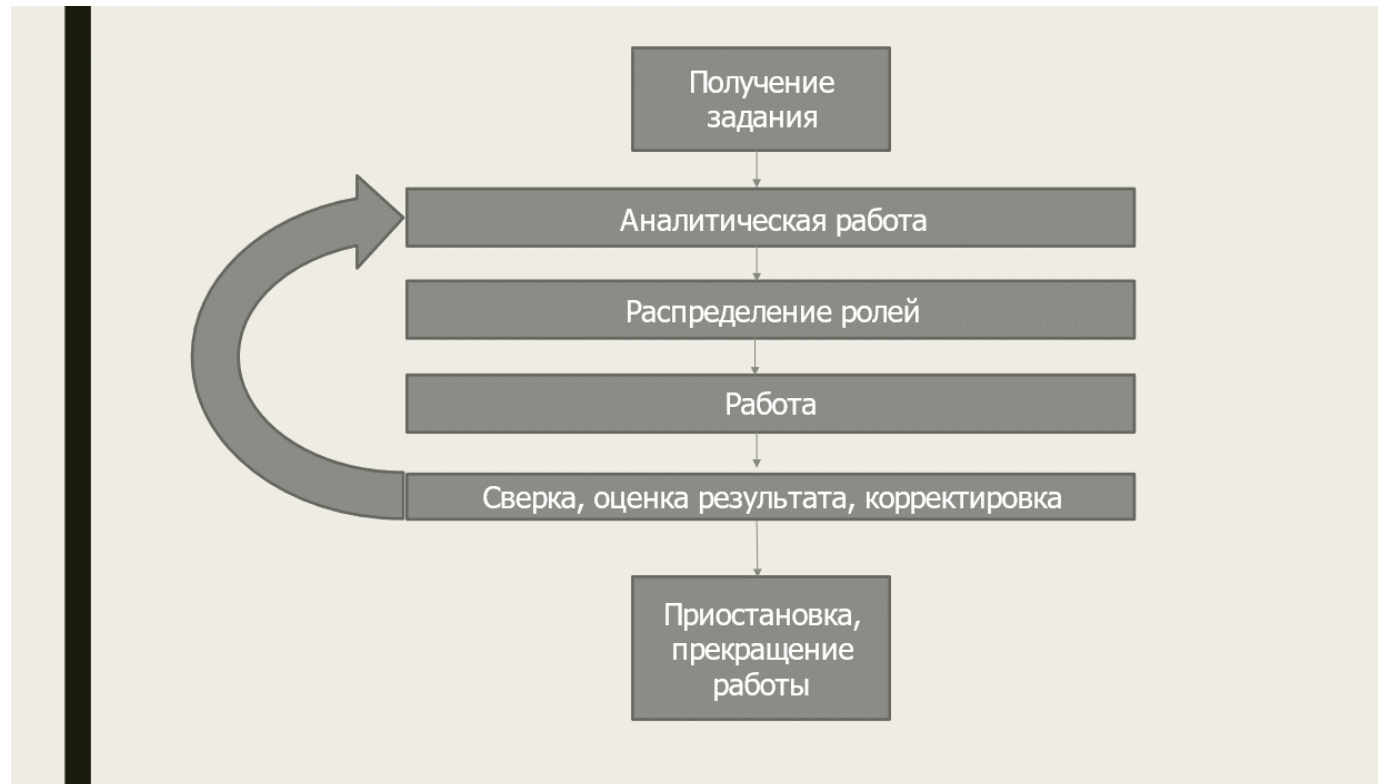 Получение
задания
Аналитическая работа
Распределение ролей
Работа
Сверка, оценка результата, корректировка
Приостановка,
прекращение
работы